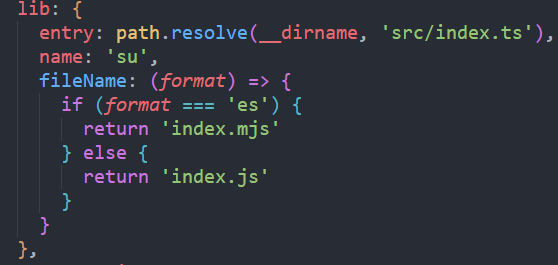 lib: {
entry: path.resolve(__dirname, 'src/index.ts'),
name: 'su',
fileName: (format) => {
if (format === 'es') {
return 'index.mjs'
} else {
return 'index.js'
}
}
},